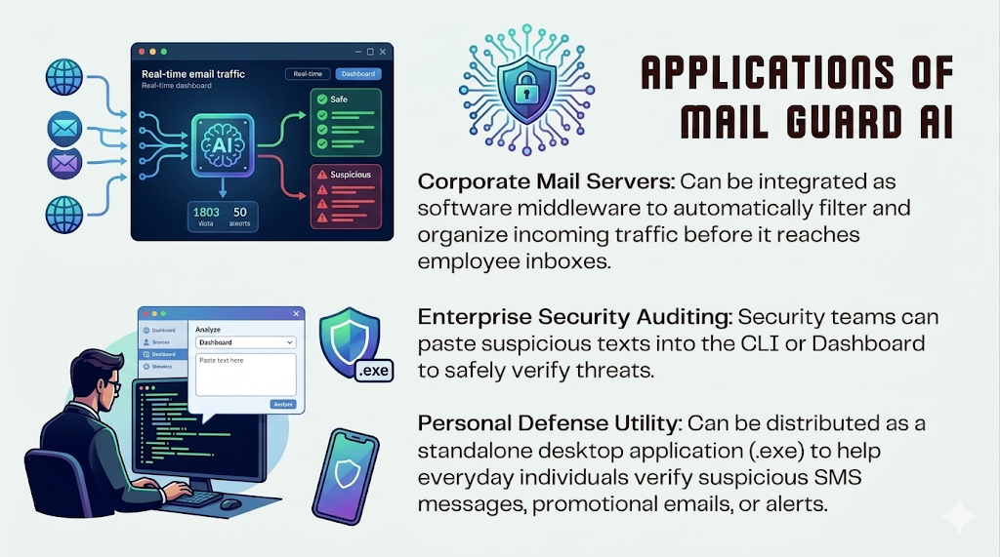 APPLICATIONS OF
MAIL GUARD AI
Real-time email traffic
Real-time dashboard
Real-time
Dashboard
AI
Safe
Suspicious
1803
50
Corporate Mail Servers: Can be integrated as
software middleware to automatically filter and
organize incoming traffic before it reaches
employee inboxes.
Dashboard
Sources
Dashboard
Analyze
Dashboard
Paste text here
Analyze
.exe
Enterprise Security Auditing: Security teams can
paste suspicious texts into the CLI or Dashboard
to safely verify threats.
Personal Defense Utility: Can be distributed as a
standalone desktop application (.exe) to help
everyday individuals verify suspicious SMS
messages, promotional emails, or alerts.